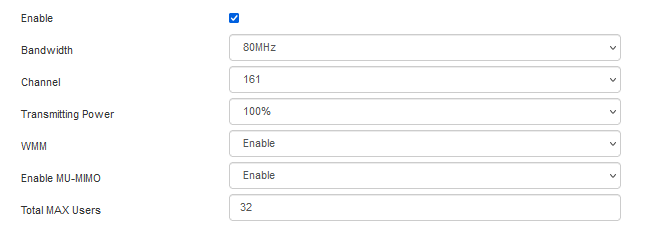 Enable
Bandwidth 80MHz
Channel 161
Transmitting Power 100%
WMM Enable
Enable MU-MIMO Enable
Total MAX Users 32